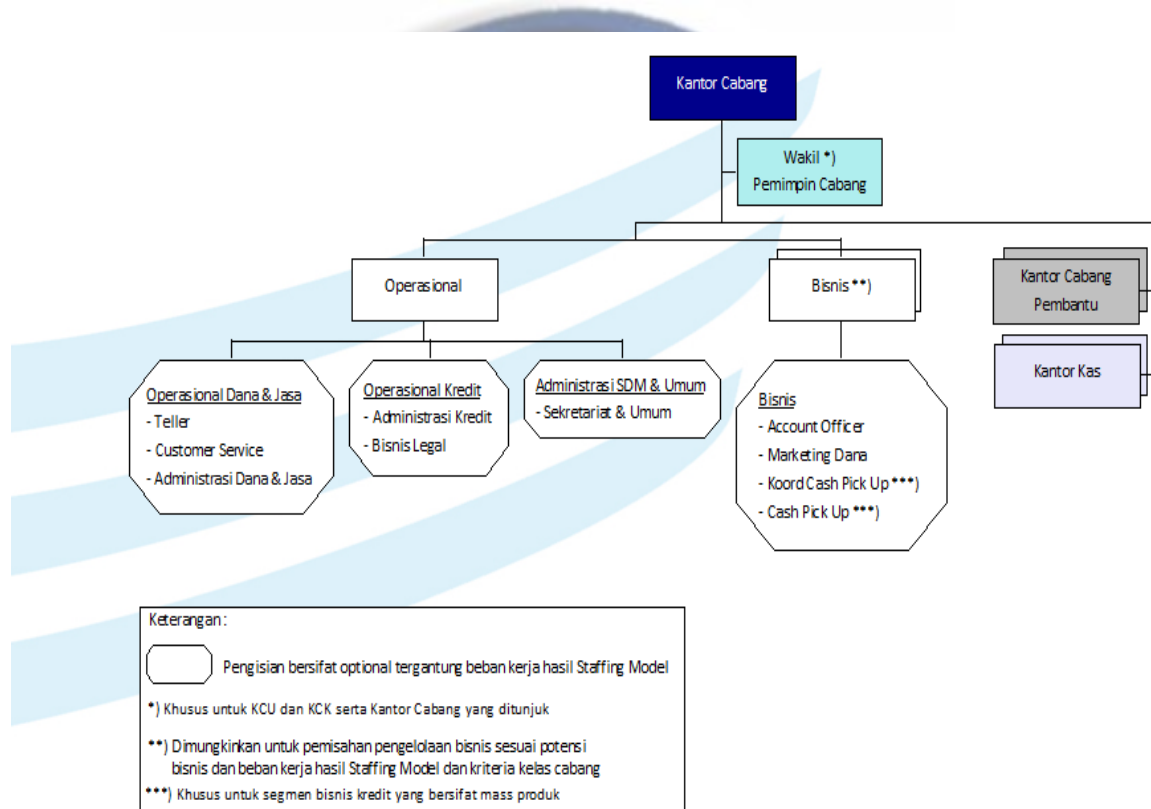 Kantor Cabang
Wakil *)
Pemimpin Cabang
Operasional
Bisnis **)
Kantor Cabang
Pembantu
Kantor Kas
Operasional Dana & Jasa
- Teller
- Customer Service
- Administrasi Dana & Jasa
Operasional Kredit
- Administrasi Kredit
- Bisnis Legal
Administrasi SDM & Umum
- Sekretariat & Umum
Bisnis
- Account Officer
- Marketing Dana
- Koord Cash Pick Up ***)
- Cash Pick Up ***)
Keterangan :
Pengisian bersifat optional tergantung beban kerja hasil Staffing Model
*) Khusus untuk KCU dan KCK serta Kantor Cabang yang ditunjuk
**) Dimungkinkan untuk pemisahan pengelolaan bisnis sesuai potensi
bisnis dan beban kerja hasil Staffing Model dan kriteria kelas cabang
***) Khusus untuk segmen bisnis kredit yang bersifat mass produk